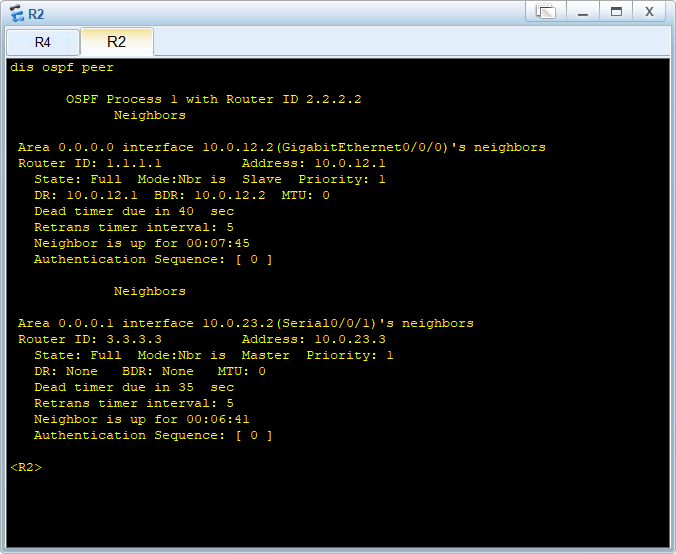 R2
R4
R2
dis ospf peer
OSPF Process 1 with Router ID 2.2.2.2
Neighbors
Area 0.0.0.0 interface 10.0.12.2(GigabitEthernet0/0/0)'s neighbors
Router ID: 1.1.1.1          Address: 10.0.12.1
State: Full  Mode:Nbr is  Slave  Priority: 1
DR: 10.0.12.1  BDR: 10.0.12.2  MTU: 0
Dead timer due in 40  sec
Retrans timer interval: 5
Neighbor is up for 00:07:45
Authentication Sequence: [ 0 ]
Neighbors
Area 0.0.0.1 interface 10.0.23.2(Serial0/0/1)'s neighbors
Router ID: 3.3.3.3          Address: 10.0.23.3
State: Full  Mode:Nbr is  Master  Priority: 1
DR: None   BDR: None   MTU: 0
Dead timer due in 35  sec
Retrans timer interval: 5
Neighbor is up for 00:06:41
Authentication Sequence: [ 0 ]
<R2>